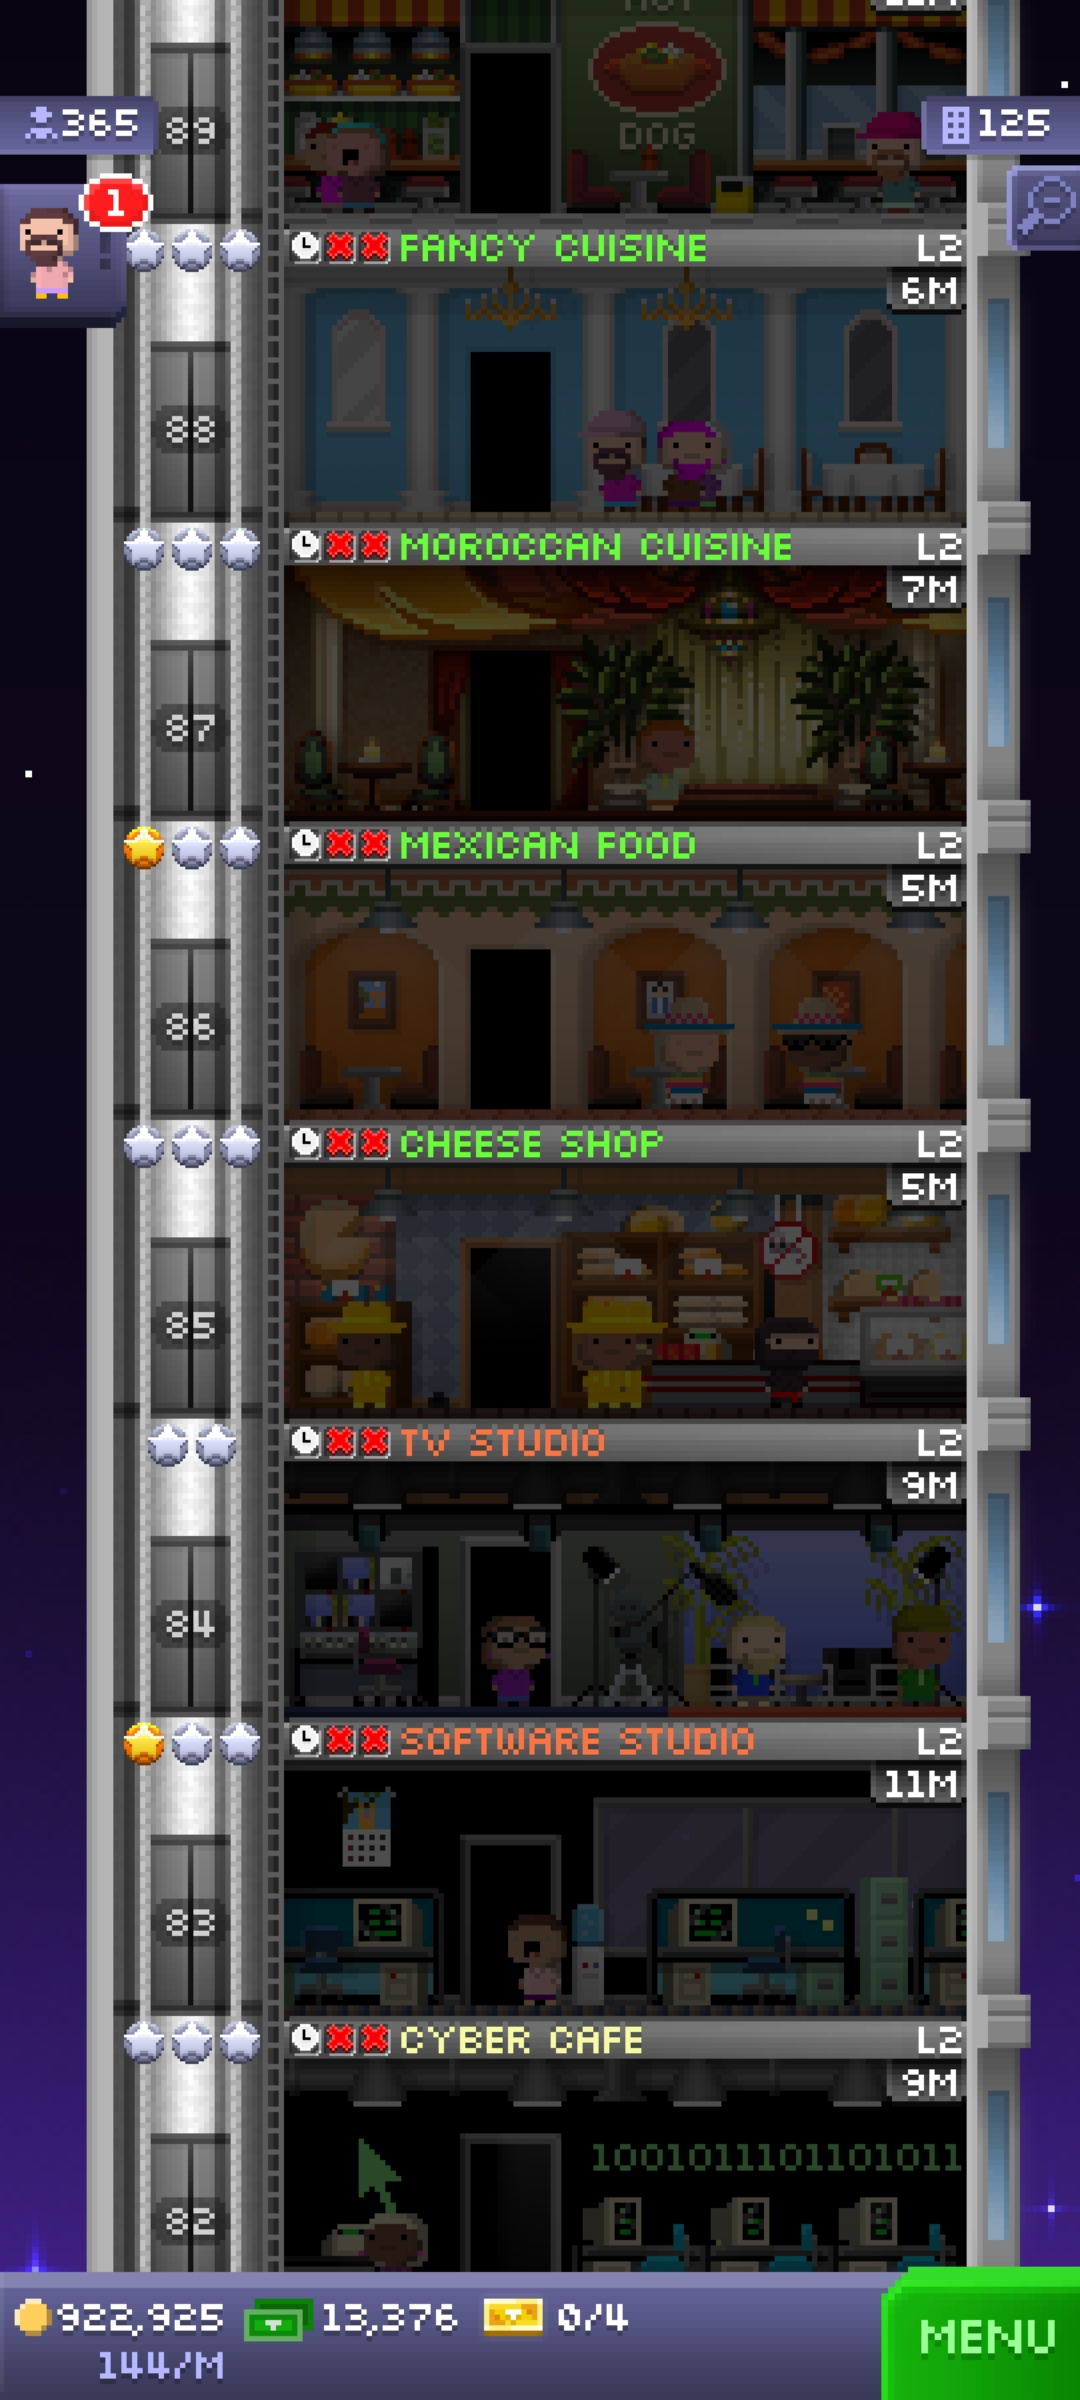 HOT
DOG
89
365
125
1
FANCY CUISINE L2
6M
88
MOROCCAN CUISINE L2
7M
87
MEXICAN FOOD L2
5M
86
CHEESE SHOP L2
5M
85
TV STUDIO L2
9M
84
SOFTWARE STUDIO L2
11M
83
CYBER CAFE L2
9M
1001011101101011
82
922,925 13,376 0/4
144/M
MENU